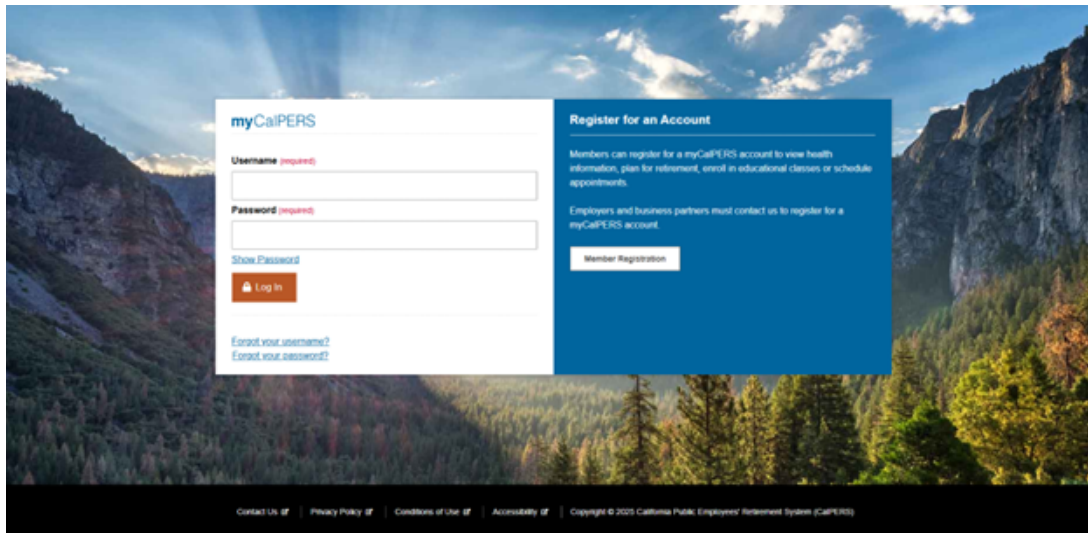 myCalPERS
Username (required)
Password (required)
Show Password
Log In
Forgot your username?
Forgot your password?
Register for an Account
Members can register for a myCalPERS account to view health
information, plan for retirement, enroll in educational classes or schedule
appointments.
Employers and business partners must contact us to register for a
myCalPERS account.
Member Registration
Contact Us | Privacy Policy | Conditions of Use | Accessibility | Copyright © 2025 California Public Employees' Retirement System (CalPERS)